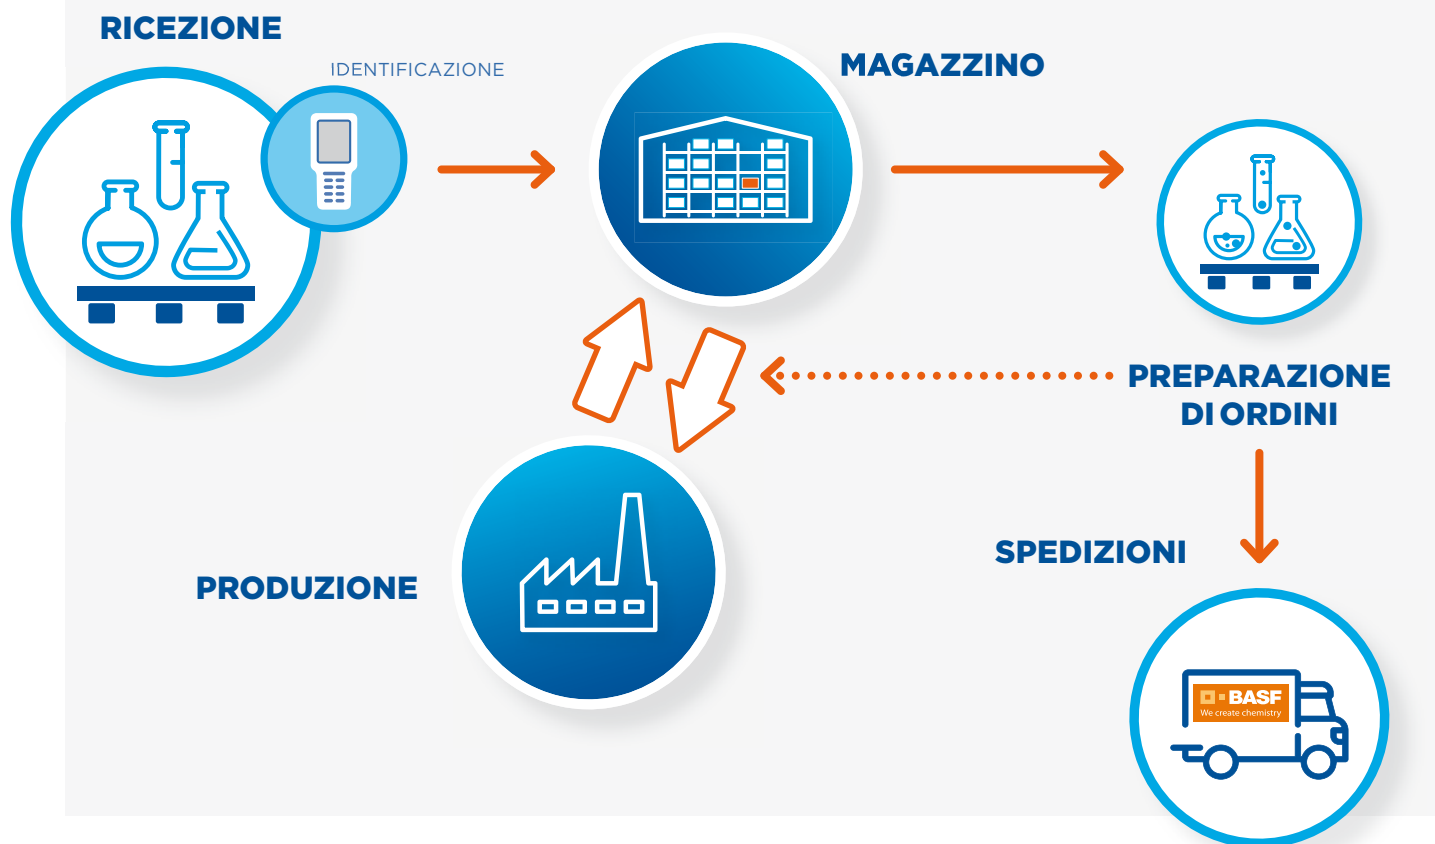 RICEZIONE
IDENTIFICAZIONE
MAGAZZINO
PREPARAZIONE
DI ORDINI
SPEDIZIONI
PRODUZIONE
BASF
We create chemistry